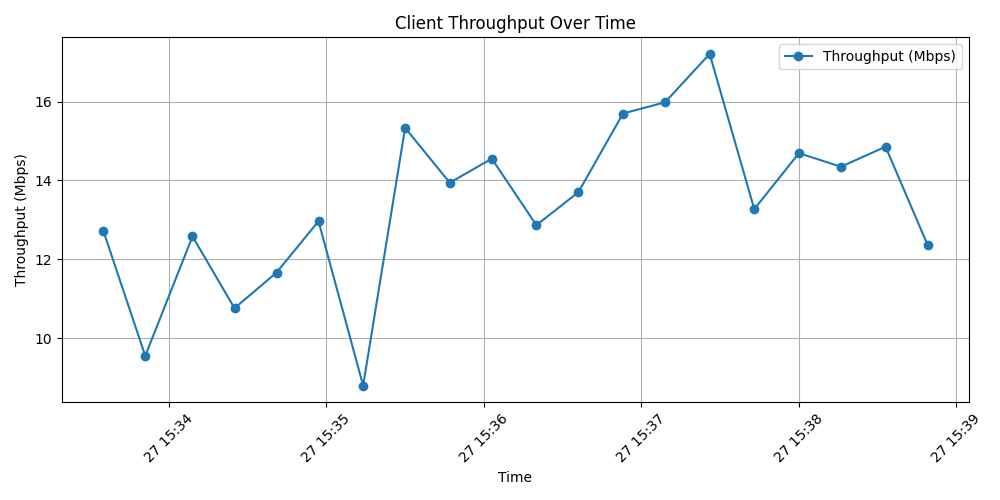 Client Throughput Over Time
Throughput (Mbps)
Throughput (Mbps)
16
14
12
10
27 15:34
27 15:35
27 15:36
27 15:37
27 15:38
27 15:39
Time